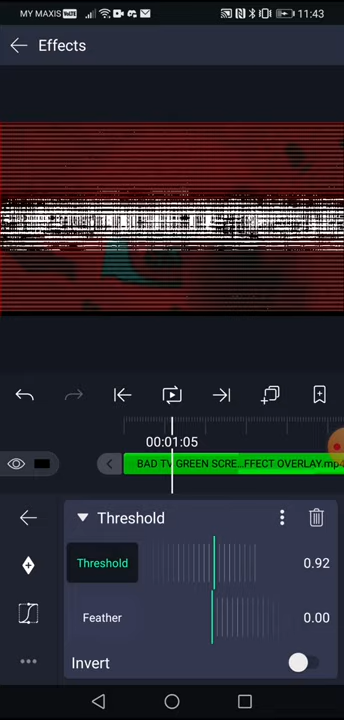 MY MAXIS VoLTE 11:43
Effects
00:01:05
BAD TV GREEN SCRE...FFECT OVERLAY.mp4
Threshold
Threshold 0.92
Feather 0.00
Invert